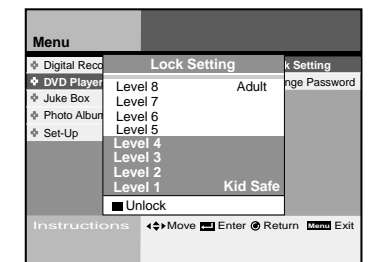 Menu
Digital Reco
DVD Player
Juke Box
Photo Album
Set-Up
Lock Setting
k Setting
nge Password
Level 8 Adult
Level 7
Level 6
Level 5
Level 4
Level 3
Level 2
Level 1 Kid Safe
Unlock
Instructions Move Enter Return Menu Exit